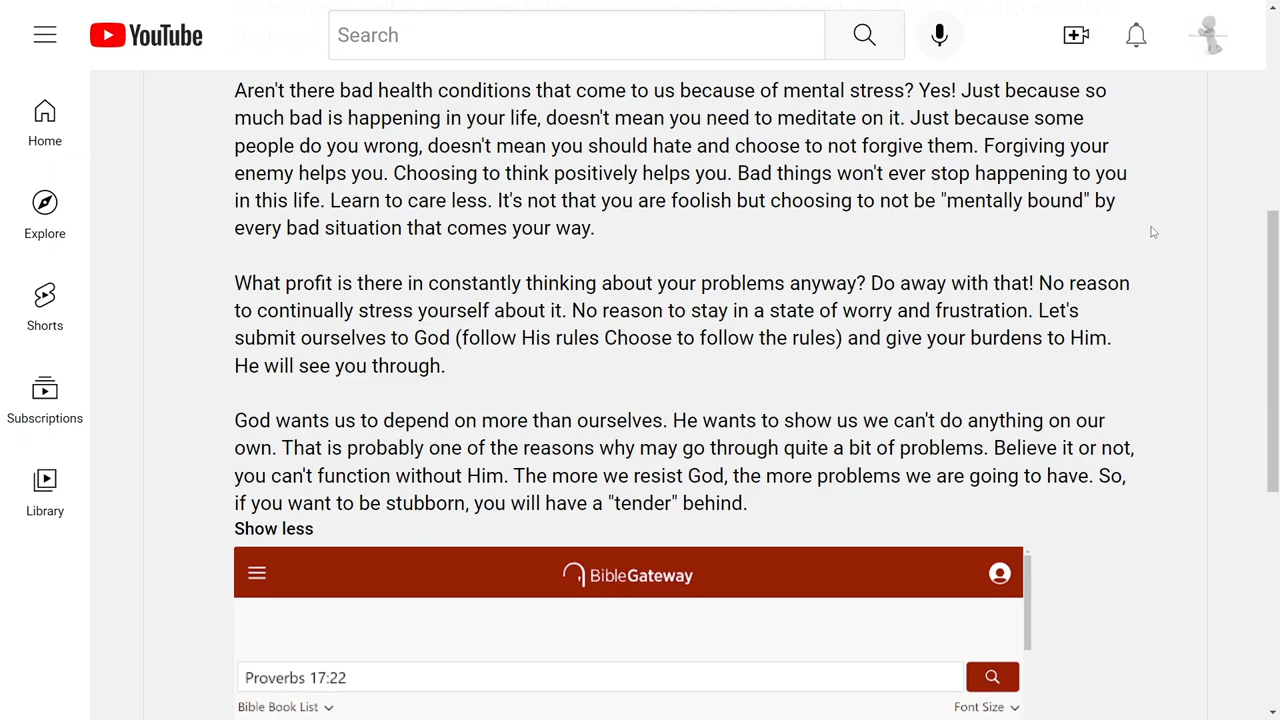 YouTube
Search
Home
Explore
Shorts
Subscriptions
Library
Aren't there bad health conditions that come to us because of mental stress? Yes! Just because so
much bad is happening in your life, doesn't mean you need to meditate on it. Just because some
people do you wrong, doesn't mean you should hate and choose to not forgive them. Forgiving your
enemy helps you. Choosing to think positively helps you. Bad things won't ever stop happening to you
in this life. Learn to care less. It's not that you are foolish but choosing to not be "mentally bound" by
every bad situation that comes your way.
What profit is there in constantly thinking about your problems anyway? Do away with that! No reason
to continually stress yourself about it. No reason to stay in a state of worry and frustration. Let's
submit ourselves to God (follow His rules Choose to follow the rules) and give your burdens to Him.
He will see you through.
God wants us to depend on more than ourselves. He wants to show us we can't do anything on our
own. That is probably one of the reasons why may go through quite a bit of problems. Believe it or not,
you can't function without Him. The more we resist God, the more problems we are going to have. So,
if you want to be stubborn, you will have a "tender" behind.
Show less
BibleGateway
Proverbs 17:22
Bible Book List
Font Size